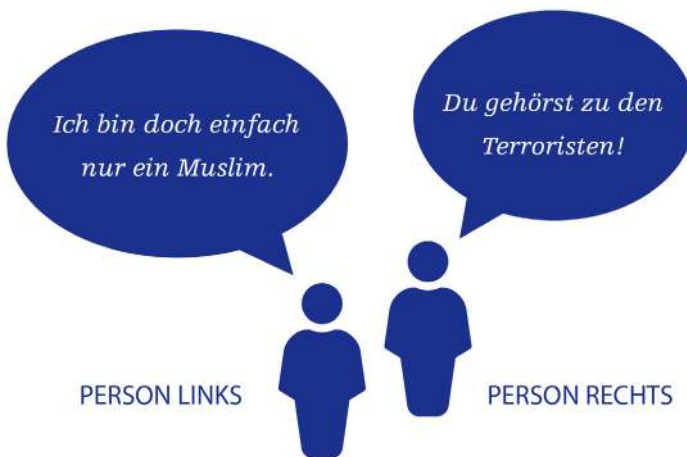 Ich bin doch einfach
nur ein Muslim.
Du gehörst zu den
Terroristen!
PERSON LINKS
PERSON RECHTS